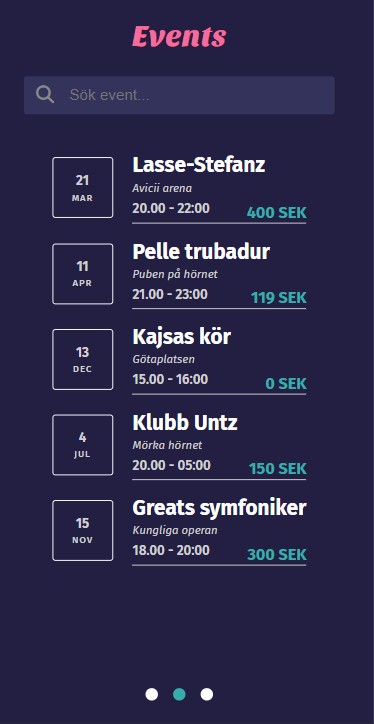 Events
Sök event...
21
MAR
Lasse-Stefanz
Avicii arena
20.00 - 22:00
400 SEK
11
APR
Pelle trubadur
Puben på hörnet
21.00 - 23:00
119 SEK
13
DEC
Kajsas kör
Götaplatsen
15.00 - 16:00
0 SEK
4
JUL
Klubb Untz
Mörka hörnet
20.00 - 05:00
150 SEK
15
NOV
Greats symfoniker
Kungliga operan
18.00 - 20:00
300 SEK